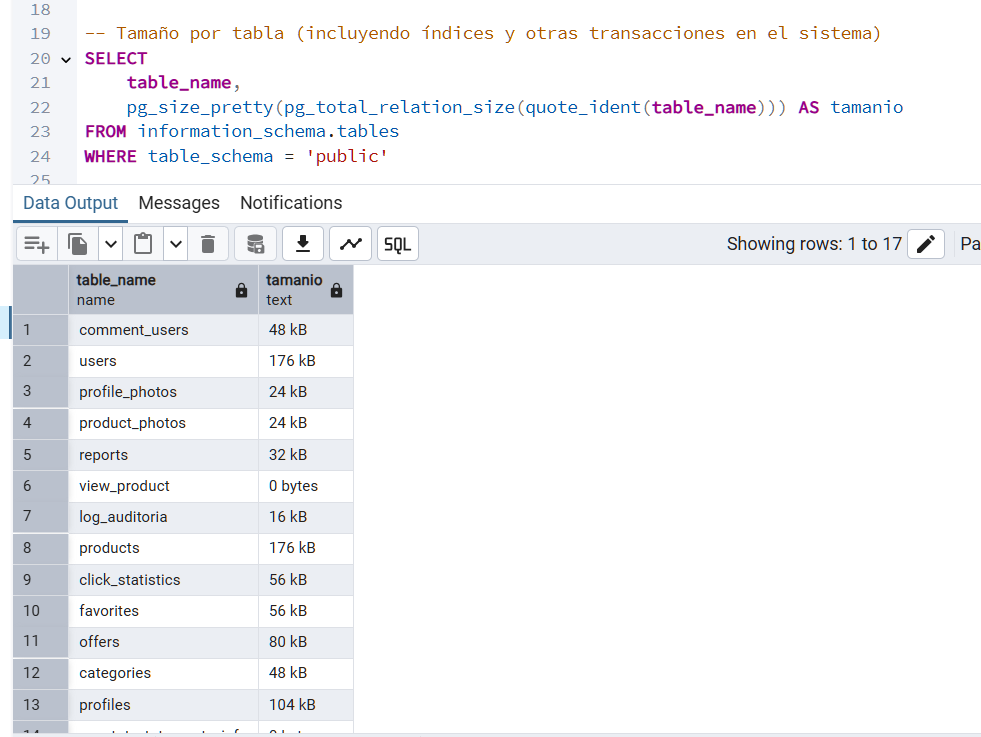 18
19 -- Tamaño por tabla (incluyendo índices y otras transacciones en el sistema)
20 SELECT
21 table_name,
22 pg_size_pretty(pg_total_relation_size(quote_ident(table_name))) AS tamanio
23 FROM information_schema.tables
24 WHERE table_schema = 'public'
25
Data Output Messages Notifications
SQL Showing rows: 1 to 17 Pa
table_name tamanio
name text
1 comment_users 48 kB
2 users 176 kB
3 profile_photos 24 kB
4 product_photos 24 kB
5 reports 32 kB
6 view_product 0 bytes
7 log_auditoria 16 kB
8 products 176 kB
9 click_statistics 56 kB
10 favorites 56 kB
11 offers 80 kB
12 categories 48 kB
13 profiles 104 kB
14